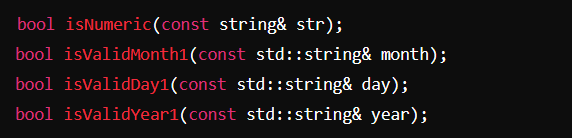 bool isNumeric(const string& str);
bool isValidMonth1(const std::string& month);
bool isValidDay1(const std::string& day);
bool isValidYear1(const std::string& year);